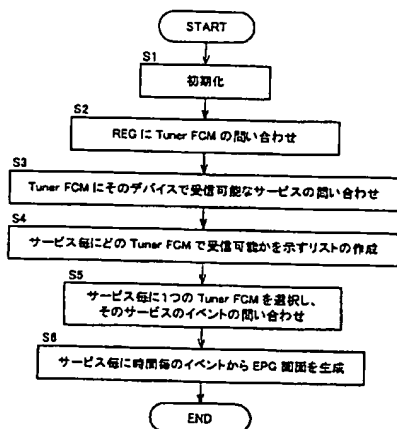 START
S1
初期化
S2
REG に Tuner FCM の問い合わせ
S3
Tuner FCM にそのデバイスで受信可能なサービスの問い合わせ
S4
サービス毎にどの Tuner FCM で受信可能かを示すリストの作成
S5
サービス毎に1つの Tuner FCM を選択し、
そのサービスのイベントの問い合わせ
S6
サービス毎に時間毎のイベントから EPG 画面を生成
END